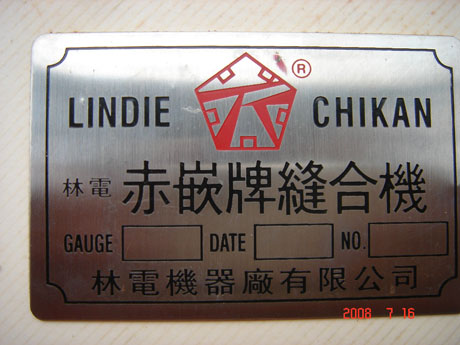 ®
LINDIE CHIKAN
林電 赤嵌牌縫合機
GAUGE DATE NO.
林電機器廠有限公司
2008 7 16